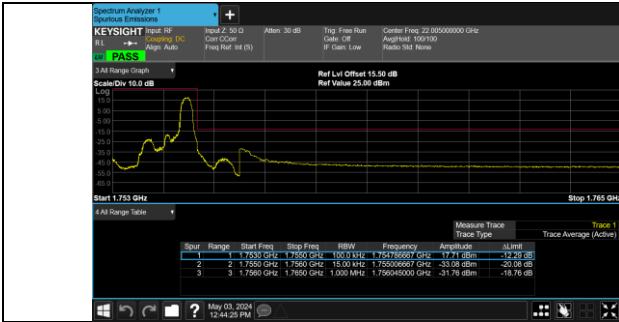 Spectrum Analyzer 1
Spurious Emissions
+
KEYSIGHT Input: RF Input Z: 50 Ω Atten: 30 dB Trig: Free Run Center Freq: 22.005000000 GHz
RL Coupling: DC Corr CCorr Gate: Off Avg|Hold: 100/100
Align: Auto Freq Ref: Int (S) IF Gain: Low Radio Std: None
PASS
3 All Range Graph
Ref Lvl Offset 15.50 dB
Scale/Div 10.0 dB Ref Value 25.00 dBm
Log
15.0
5.00
-5.00
-15.0
-25.0
-35.0
-45.0
-55.0
-65.0
Start 1.753 GHz Stop 1.765 GHz
4 All Range Table
Measure Trace Trace 1
Trace Type Trace Average (Active)
Spur Range Start Freq Stop Freq RBW Frequency Amplitude ΔLimit
1 1 1.7530 GHz 1.7550 GHz 100.0 kHz 1.754786667 GHz 17.71 dBm -12.29 dB
2 2 1.7550 GHz 1.7560 GHz 15.00 kHz 1.755006667 GHz -33.08 dBm -20.08 dB
3 3 1.7560 GHz 1.7650 GHz 1.000 MHz 1.756045000 GHz -31.76 dBm -18.76 dB
? May 03, 2024
12:44:25 PM